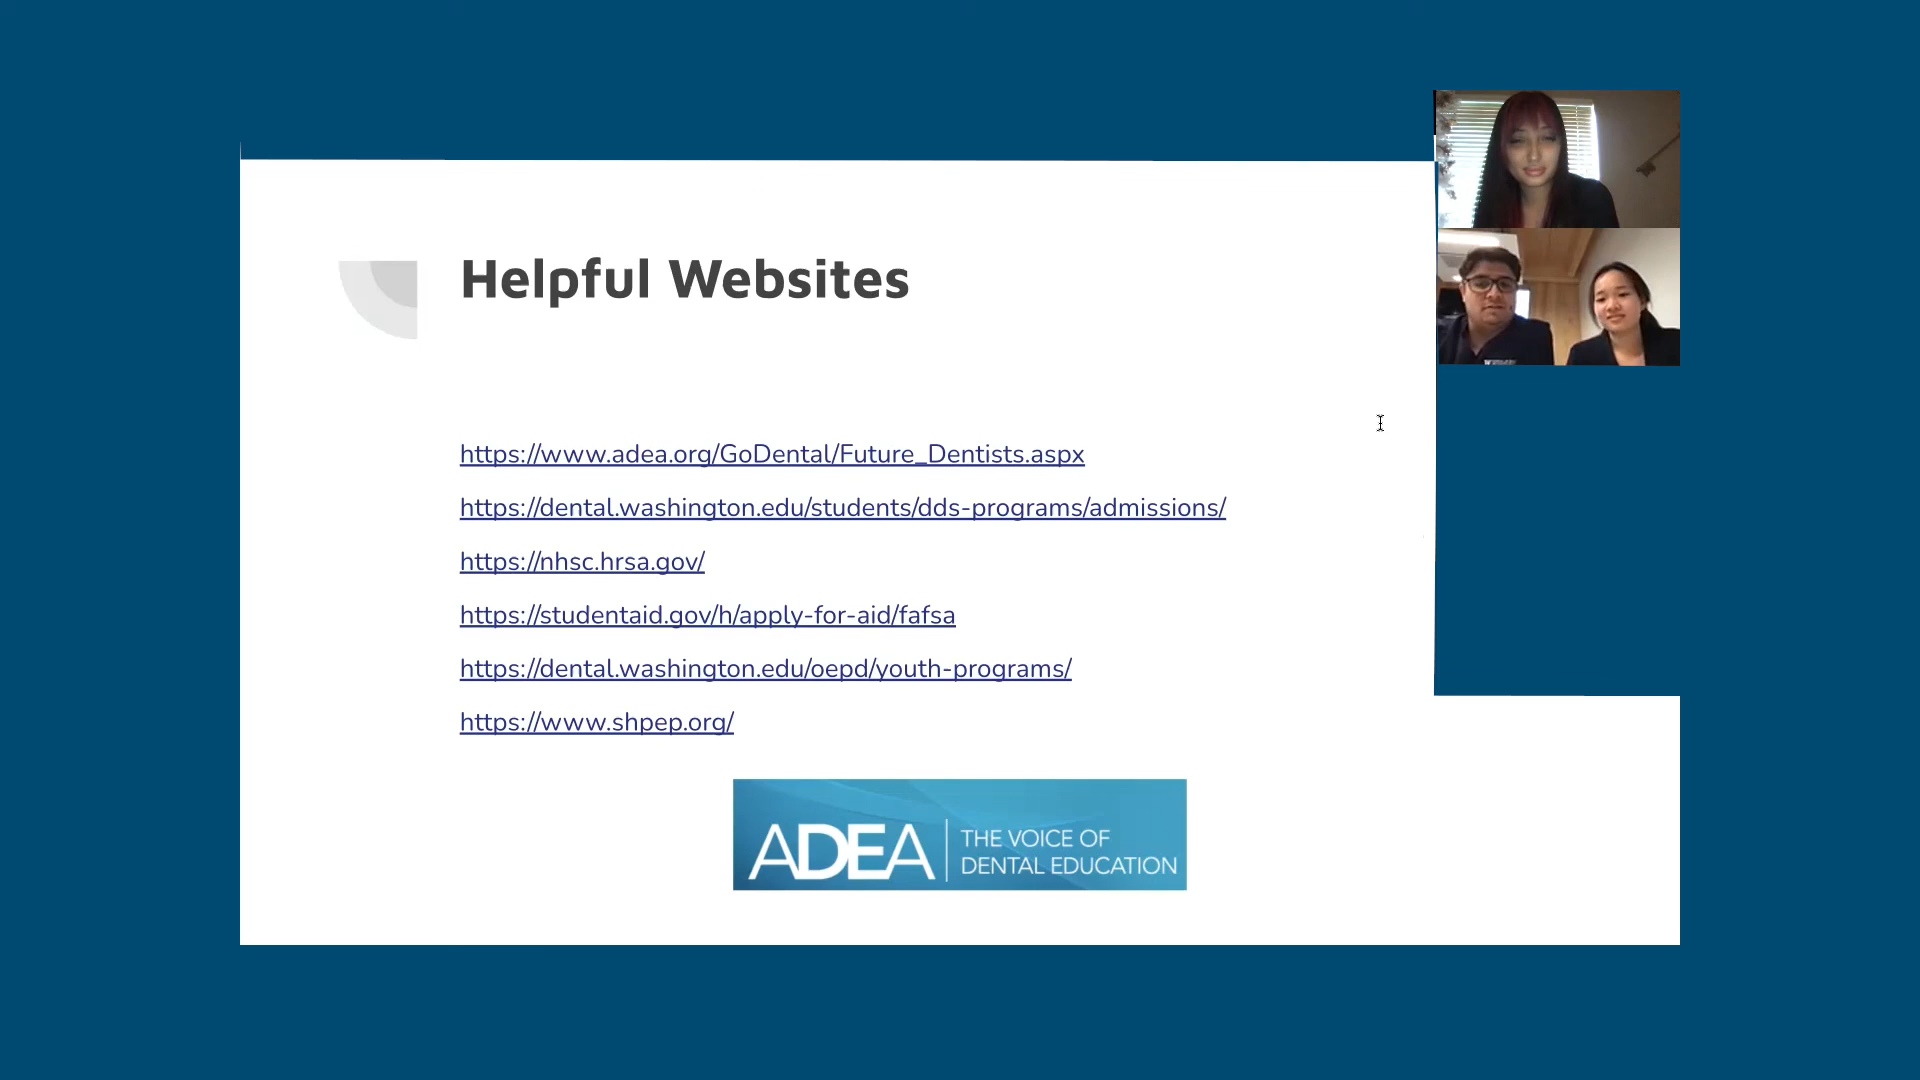 Helpful Websites
https://www.adea.org/GoDental/Future_Dentists.aspx
https://dental.washington.edu/students/dds-programs/admissions/
https://nhsc.hrsa.gov/
https://studentaid.gov/h/apply-for-aid/fafsa
https://dental.washington.edu/oepd/youth-programs/
https://www.shpep.org/
ADEA
THE VOICE OF
DENTAL EDUCATION